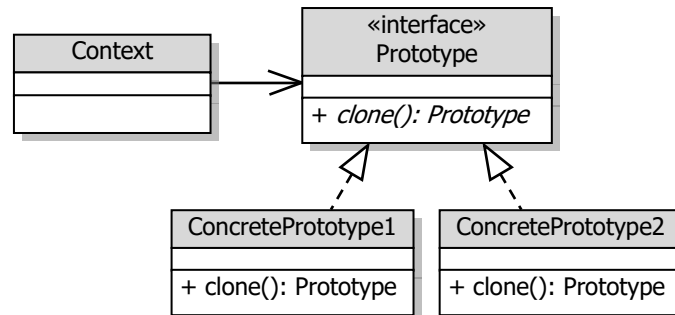 Context
«interface»
Prototype
+ clone(): Prototype
ConcretePrototype1
+ clone(): Prototype
ConcretePrototype2
+ clone(): Prototype